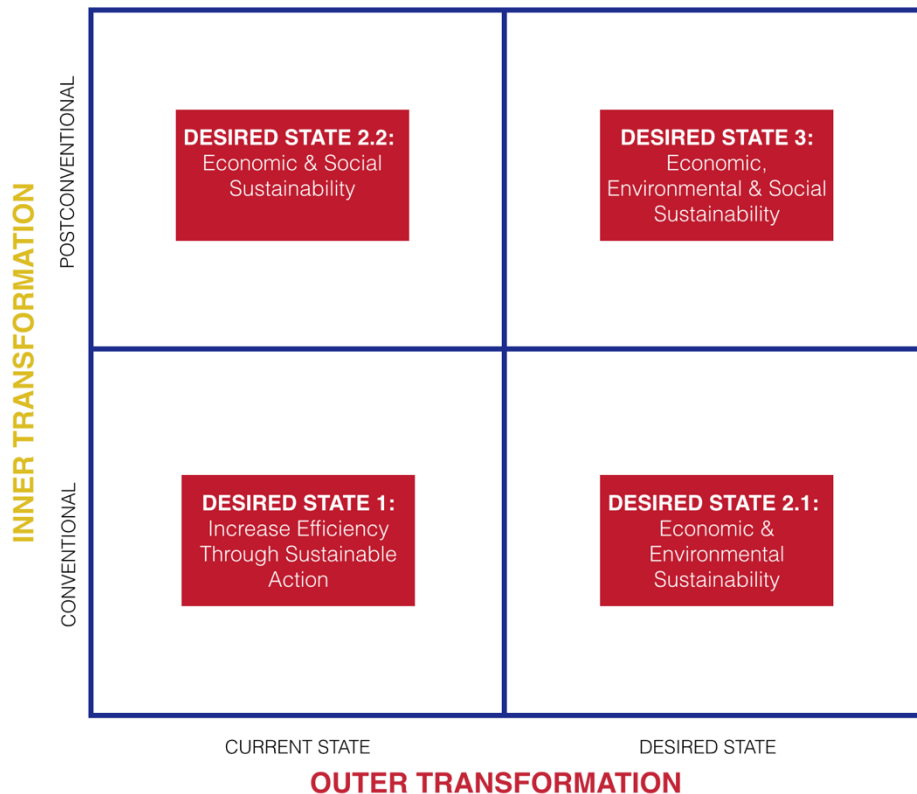 INNER TRANSFORMATION
POSTCONVENTIONAL
DESIRED STATE 2.2:
Economic & Social
Sustainability
DESIRED STATE 3:
Economic,
Environmental & Social
Sustainability
CONVENTIONAL
DESIRED STATE 1:
Increase Efficiency
Through Sustainable
Action
DESIRED STATE 2.1:
Economic &
Environmental
Sustainability
CURRENT STATE
DESIRED STATE
OUTER TRANSFORMATION